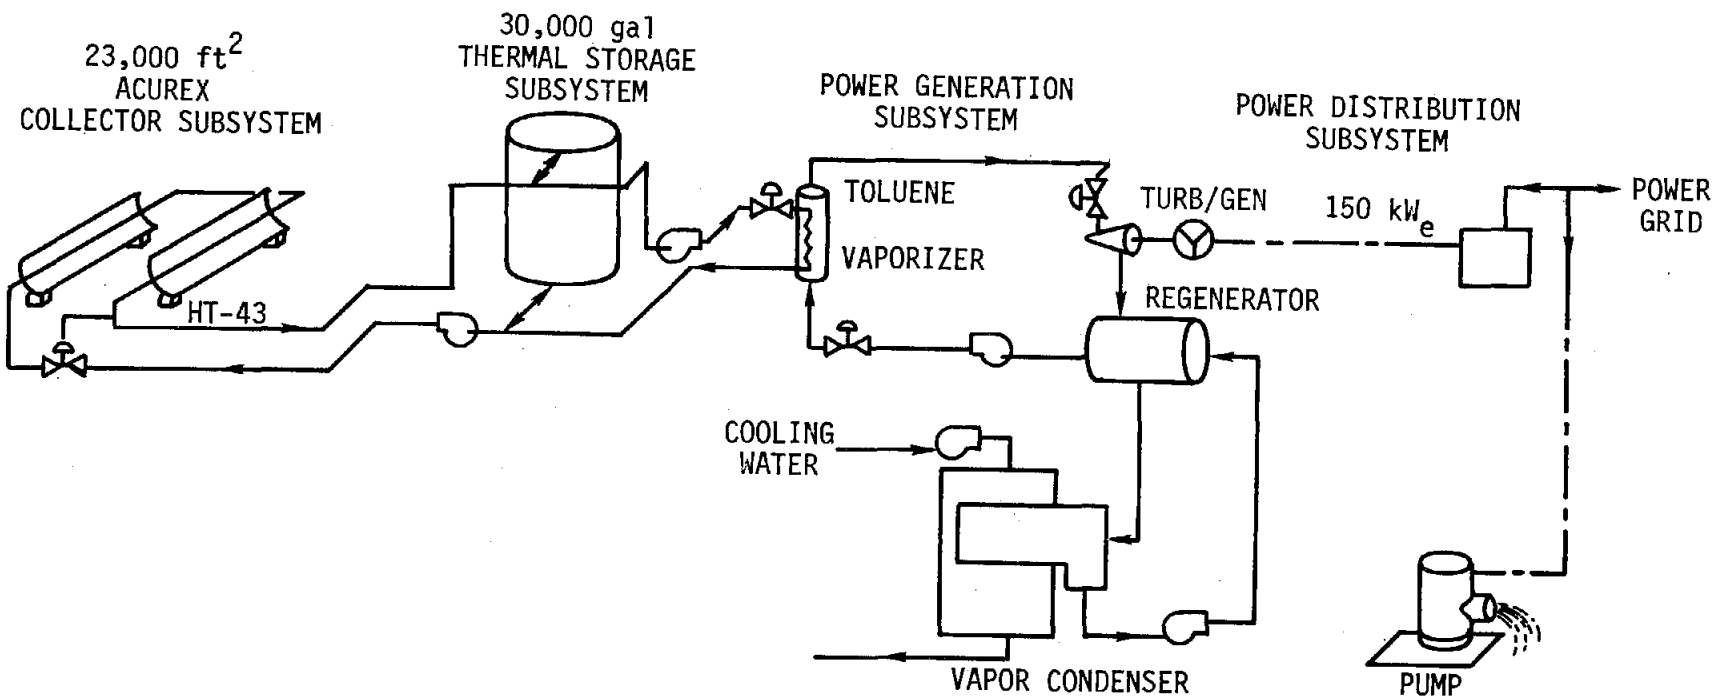 23,000 ft²
ACUREX
COLLECTOR SUBSYSTEM
30,000 gal
THERMAL STORAGE
SUBSYSTEM
POWER GENERATION
SUBSYSTEM
POWER DISTRIBUTION
SUBSYSTEM
TOLUENE
VAPORIZER
TURB/GEN
150 kWₑ
POWER
GRID
HT-43
REGENERATOR
COOLING
WATER
VAPOR CONDENSER
PUMP